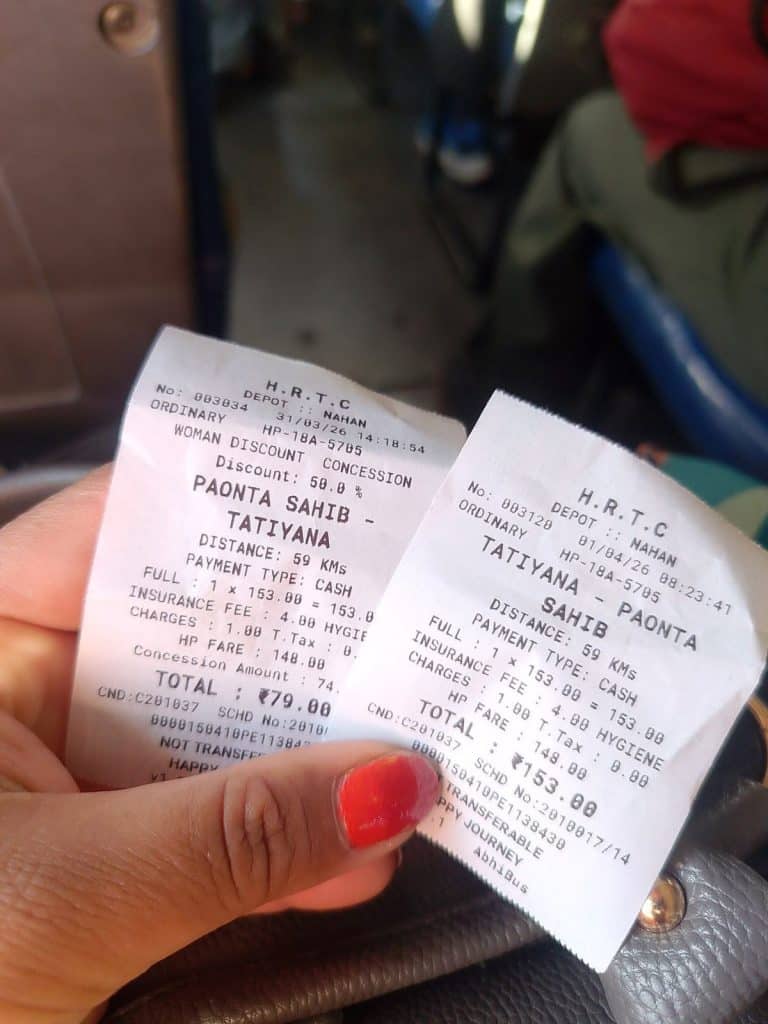 H.R.T.C
DEPOT :: NAHAN
No: 003034 31/03/26 14:18:54
ORDINARY HP-18A-5705
WOMAN DISCOUNT CONCESSION
Discount: 50.0 %
PAONTA SAHIB -
TATIYANA
DISTANCE: 59 KMs
PAYMENT TYPE: CASH
FULL : 1 x 153.00 = 153.0
INSURANCE FEE : 4.00 HYGIE
CHARGES : 1.00 T.Tax : 0.
HP FARE : 148.00
Concession Amount : 74.
TOTAL : ₹79.00
CND:C201037 SCHD No:2010
0000150410PE113843
NOT TRANSFER
HAPPY
v1
H.R.T.C
DEPOT :: NAHAN
No: 003120 01/04/26 08:23:41
ORDINARY HP-18A-5705
TATIYANA - PAONTA
SAHIB
DISTANCE: 59 KMs
PAYMENT TYPE: CASH
FULL : 1 x 153.00 = 153.00
INSURANCE FEE : 4.00 HYGIENE
CHARGES : 1.00 T.Tax : 0.00
HP FARE : 148.00
TOTAL : ₹153.00
CND:C201037 SCHD No:2010017/14
0000150410PE1138430
TRANSFERABLE
PPY JOURNEY
.1 AbhiBus